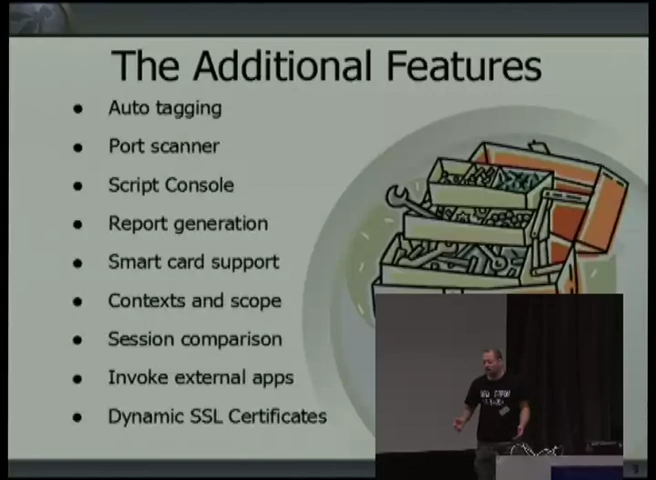 The Additional Features
Auto tagging
Port scanner
Script Console
Report generation
Smart card support
Contexts and scope
Session comparison
Invoke external apps
Dynamic SSL Certificates